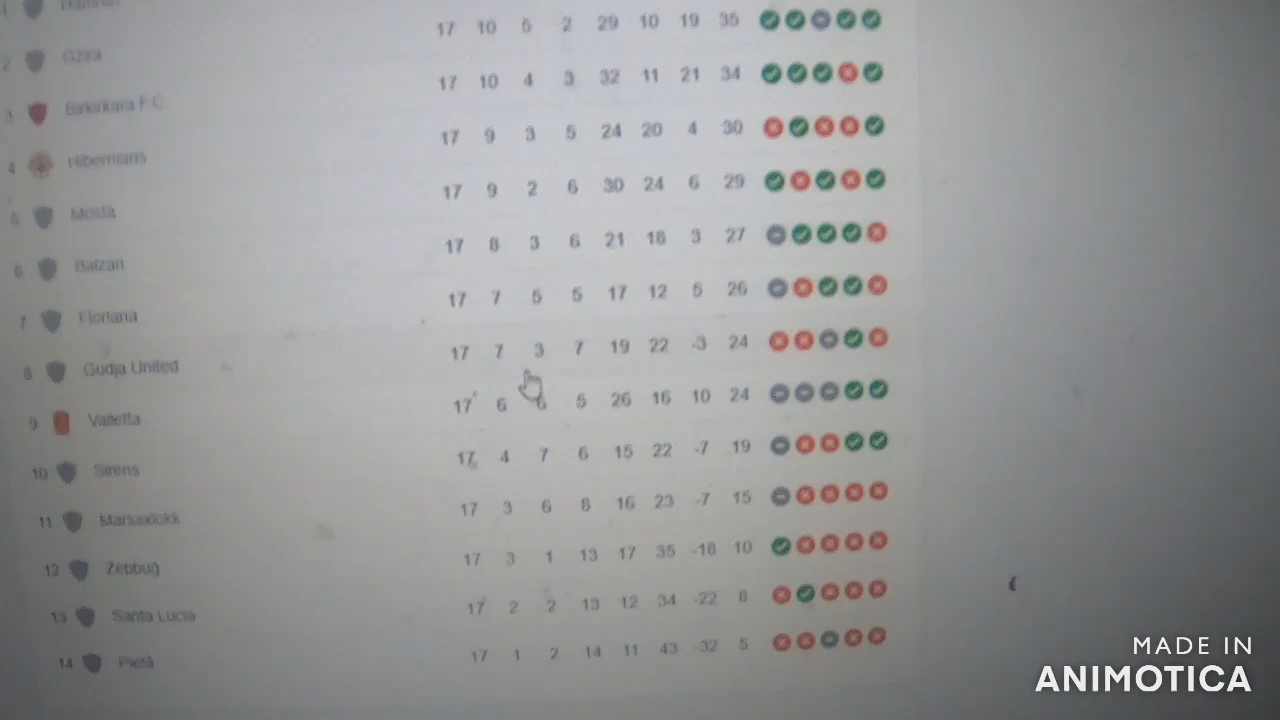 1
2 Gzira 17 10 5 2 29 10 19 35
3 Birkirkara F.C. 17 10 4 3 32 11 21 34
4 Hibernians 17 9 3 5 24 20 4 30
5 Mosta 17 9 2 6 30 24 6 29
6 Balzan 17 8 3 6 21 18 3 27
7 Floriana 17 7 5 5 17 12 5 26
8 Gudja United 17 7 3 7 19 22 -3 24
9 Valletta 17 6 6 5 26 16 10 24
10 Sirens 17 4 7 6 15 22 -7 19
11 Marsaxlokk 17 3 6 8 16 23 -7 15
12 Żebbuġ 17 3 1 13 17 35 -18 10
13 Santa Lucia 17 2 2 13 12 34 -22 8
14 Pietà 17 1 2 14 11 43 -32 5
MADE IN
ANIMOTICA